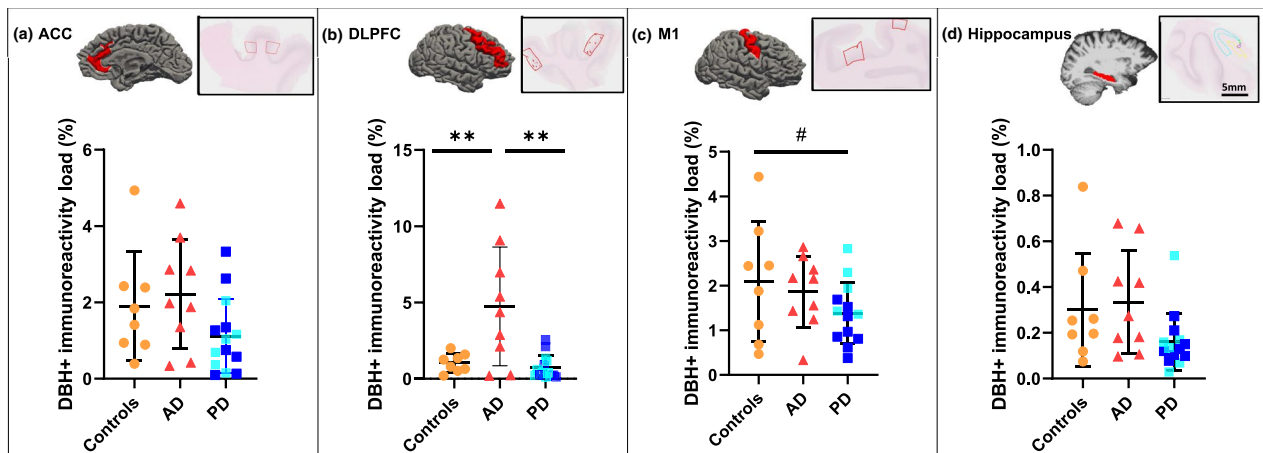 (a) ACC
DBH+ immunoreactivity load (%)
6
4
2
0
Controls
AD
PD
(b) DLPFC
DBH+ immunoreactivity load (%)
15
10
5
0
** **
Controls
AD
PD
(c) M1
DBH+ immunoreactivity load (%)
5
4
3
2
1
0
#
Controls
AD
PD
(d) Hippocampus
5mm
DBH+ immunoreactivity load (%)
1.0
0.8
0.6
0.4
0.2
0.0
Controls
AD
PD